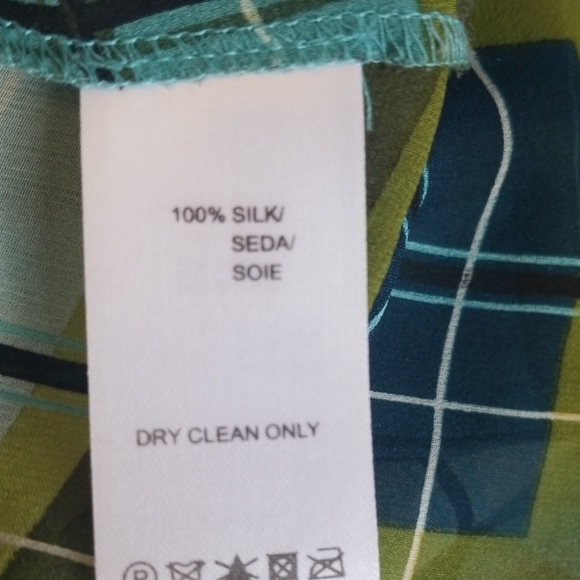 100% SILK/
SEDA/
SOIE
DRY CLEAN ONLY
P